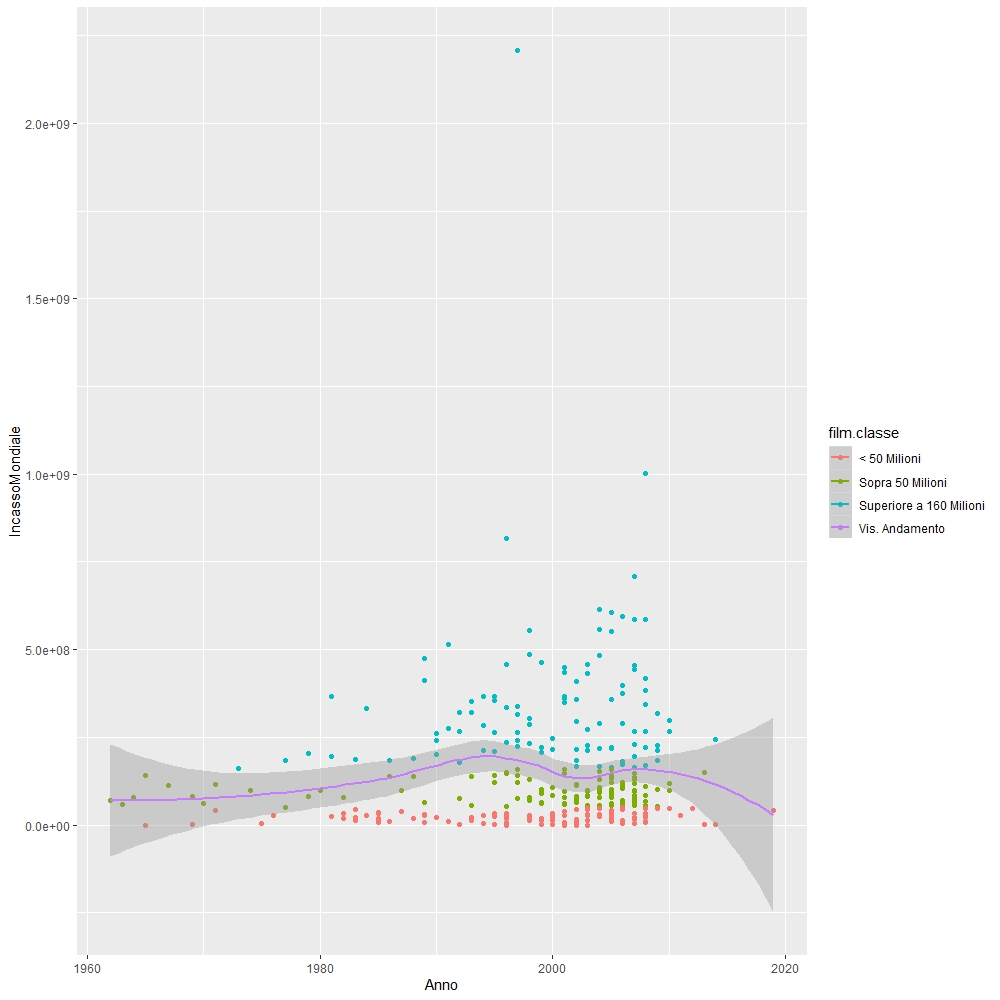 2.0e+09
1.5e+09
1.0e+09
5.0e+08
0.0e+00
IncassoMondiale
1960
1980
2000
2020
Anno
film.classe
< 50 Milioni
Sopra 50 Milioni
Superiore a 160 Milioni
Vis. Andamento